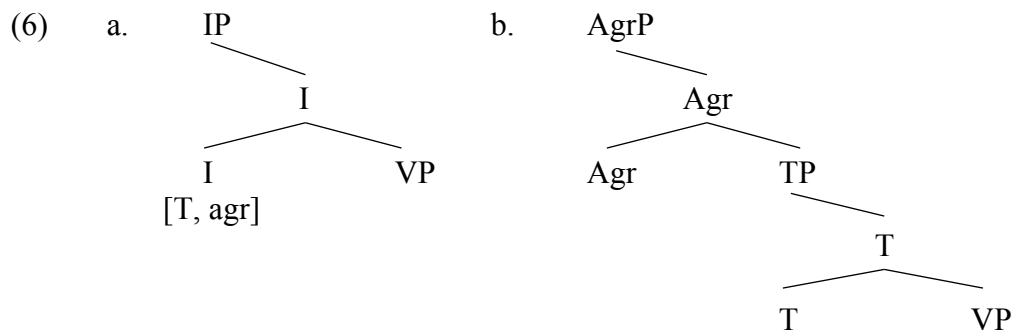 (6) a. IP b. AgrP
I Agr
I VP Agr TP
[T, agr]
T
T VP